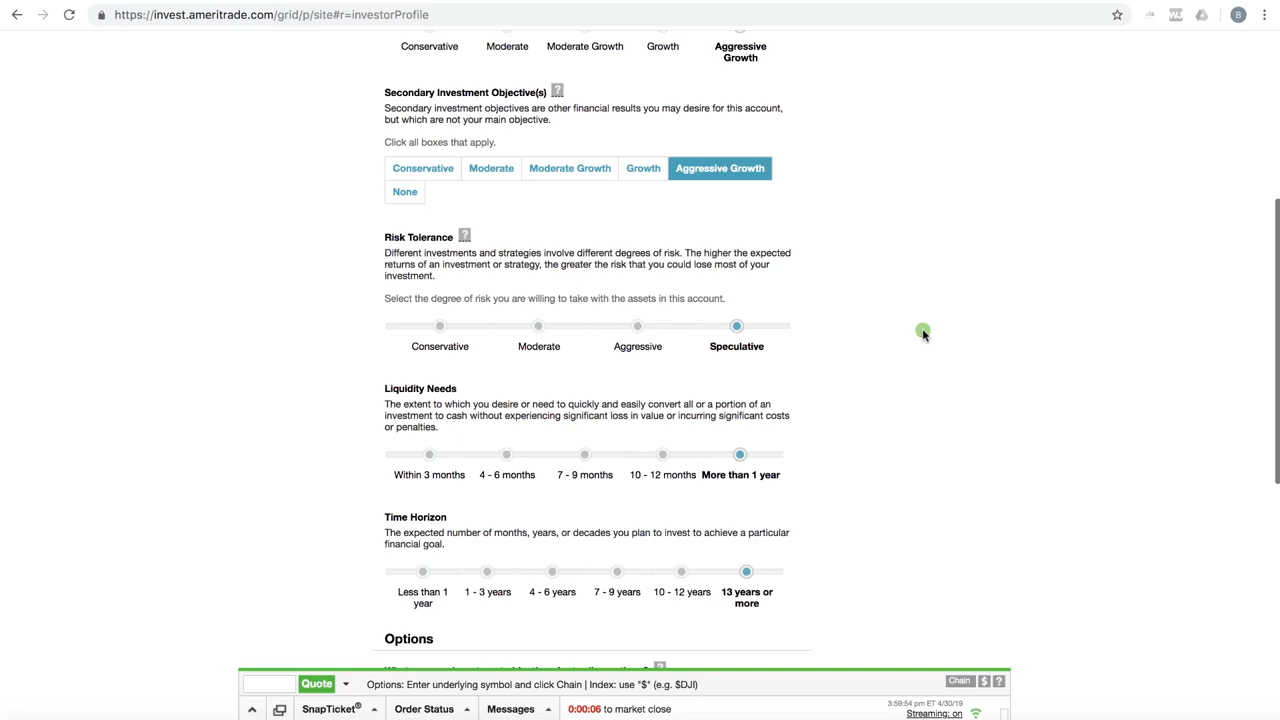 https://invest.ameritrade.com/grid/p/site#r=investorProfile
B
Conservative Moderate Moderate Growth Growth Aggressive Growth
Secondary Investment Objective(s) ?
Secondary investment objectives are other financial results you may desire for this account,
but which are not your main objective.
Click all boxes that apply.
Conservative Moderate Moderate Growth Growth Aggressive Growth
None
Risk Tolerance ?
Different investments and strategies involve different degrees of risk. The higher the expected
returns of an investment or strategy, the greater the risk that you could lose most of your
investment.
Select the degree of risk you are willing to take with the assets in this account.
Conservative Moderate Aggressive Speculative
Liquidity Needs
The extent to which you desire or need to quickly and easily convert all or a portion of an
investment to cash without experiencing significant loss in value or incurring significant costs
or penalties.
Within 3 months 4 - 6 months 7 - 9 months 10 - 12 months More than 1 year
Time Horizon
The expected number of months, years, or decades you plan to invest to achieve a particular
financial goal.
Less than 1 year 1 - 3 years 4 - 6 years 7 - 9 years 10 - 12 years 13 years or more
Options
Quote Options: Enter underlying symbol and click Chain | Index: use "$" (e.g. $DJI) Chain $ ?
SnapTicket® Order Status Messages 0:00:06 to market close
3:59:54 pm ET 4/30/19
Streaming: on